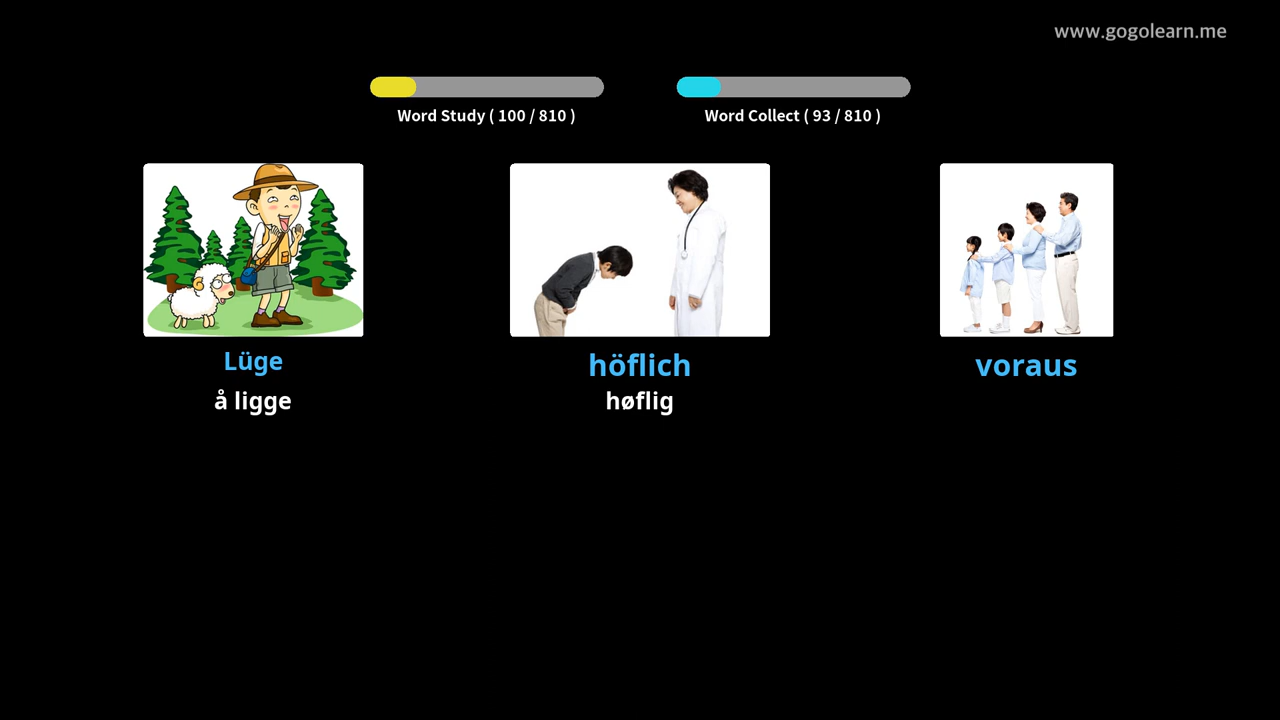 www.gogolearn.me
Word Study ( 100 / 810 )
Word Collect ( 93 / 810 )
Lüge
å ligge
höflich
høflig
voraus